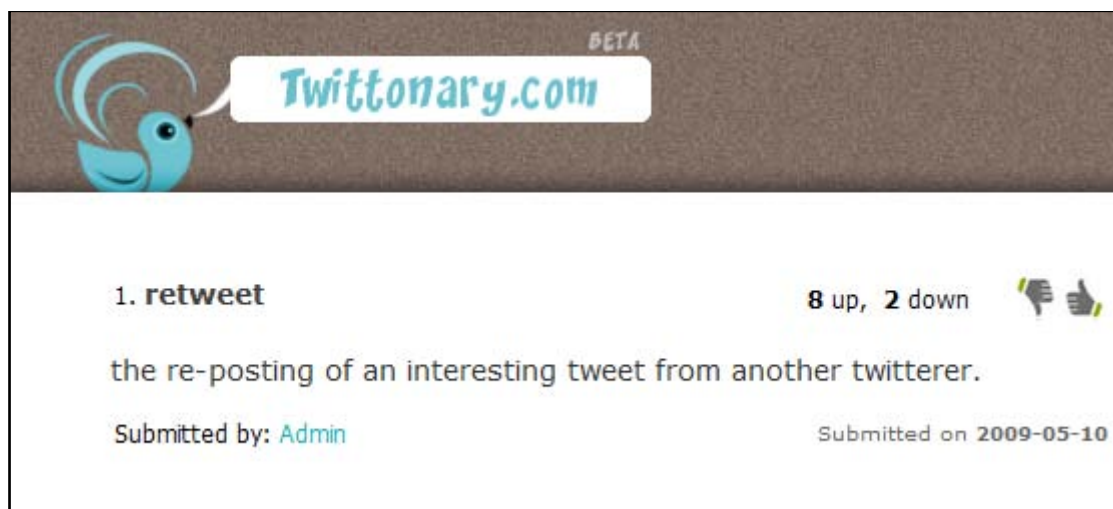 BETA
Twittonary.com
1. retweet
8 up, 2 down
the re-posting of an interesting tweet from another twitterer.
Submitted by: Admin
Submitted on 2009-05-10